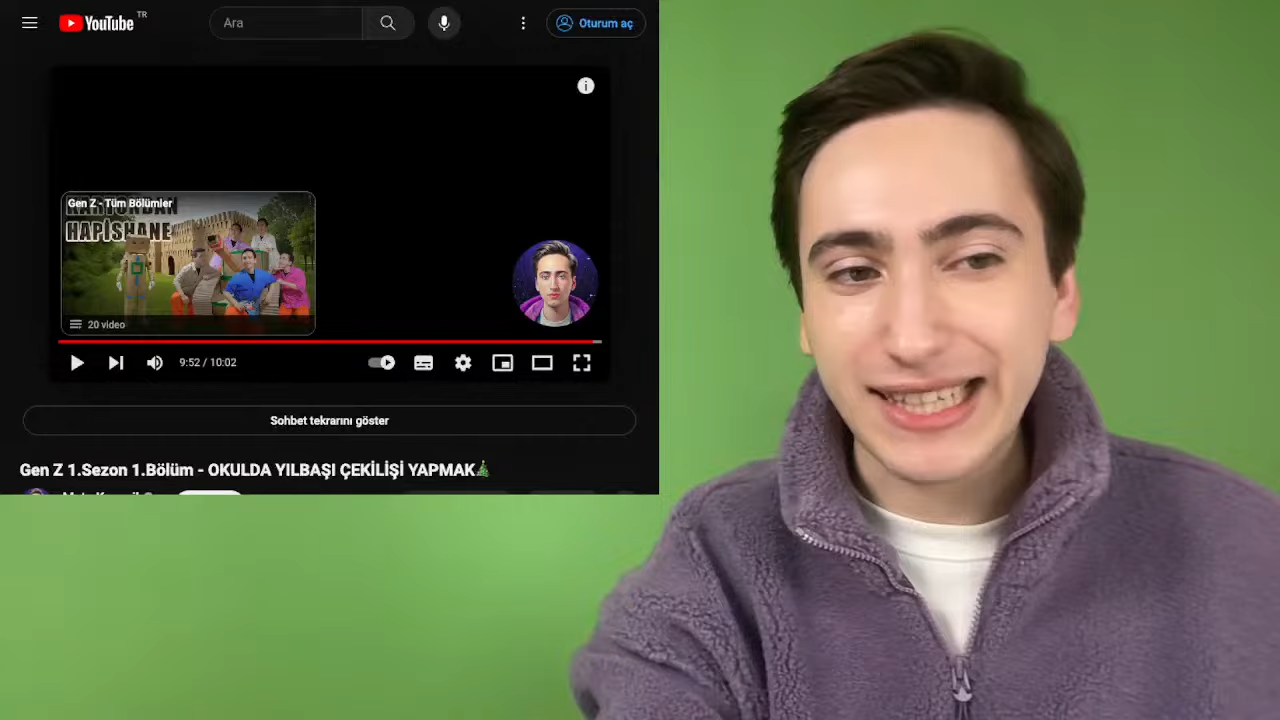 YouTube TR
Ara
Oturum aç
Gen Z - Tüm Bölümler
KARTONDAN
HAPİSHANE
20 video
9:52 / 10:02
Sohbet tekrarını göster
Gen Z 1.Sezon 1.Bölüm - OKULDA YILBAŞI ÇEKİLİŞİ YAPMAK🎄